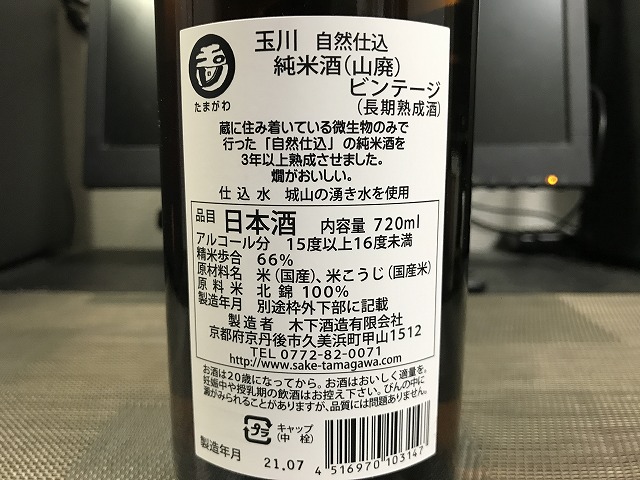 玉川 自然仕込
純米酒(山廃)
ビンテージ
(長期熟成酒)
たまがわ
蔵に住み着いている微生物のみで
行った「自然仕込」の純米酒を
3年以上熟成させました。
燗がおいしい。
仕込水 城山の湧き水を使用
品目 日本酒 内容量 720ml
アルコール分 15度以上16度未満
精米歩合 66%
原材料名 米(国産)、米こうじ(国産米)
原料米 北錦 100%
製造年月 別途枠外下部に記載
製造者 木下酒造有限会社
京都府京丹後市久美浜町甲山1512
TEL 0772-82-0071
http://www.sake-tamagawa.com
お酒は20歳になってから。お酒はおいしく適量を。
妊娠中や授乳期の飲酒はお控え下さい。びんの中に
澱がみられることがありますが、品質には問題ありません。
プラ
キャップ
(中栓)
製造年月 21.07
4 516970 103147